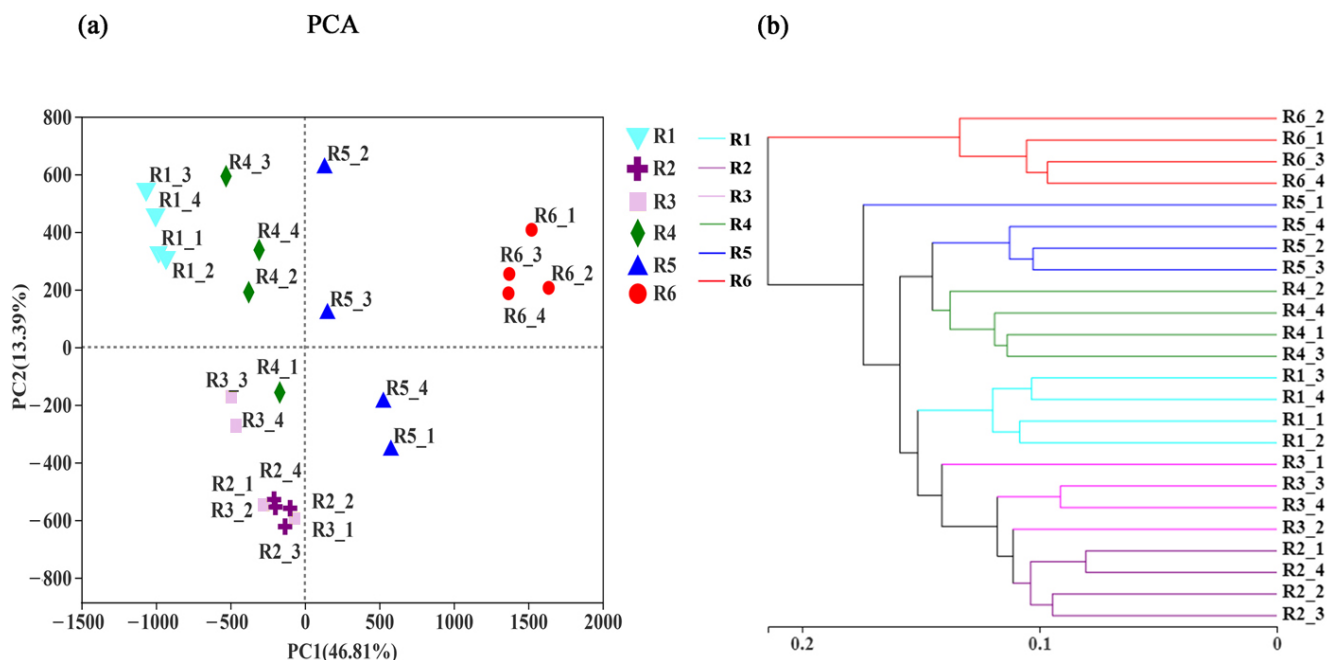 (a)
PCA
(b)
800
600
400
200
0
−200
−400
−600
−800
PC2(13.39%)
−1500
−1000
−500
0
500
1000
1500
2000
PC1(46.81%)
R1_3
R1_4
R1_1
R1_2
R4_3
R4_4
R4_2
R5_2
R5_3
R6_1
R6_3
R6_2
R6_4
R4_1
R3_3
R3_4
R5_4
R5_1
R2_4
R2_1
R2_2
R3_2
R3_1
R2_3
R1
R2
R3
R4
R5
R6
R1
R2
R3
R4
R5
R6
R6_2
R6_1
R6_3
R6_4
R5_1
R5_4
R5_2
R5_3
R4_2
R4_4
R4_1
R4_3
R1_3
R1_4
R1_1
R1_2
R3_1
R3_3
R3_4
R3_2
R2_1
R2_4
R2_2
R2_3
0.2
0.1
0